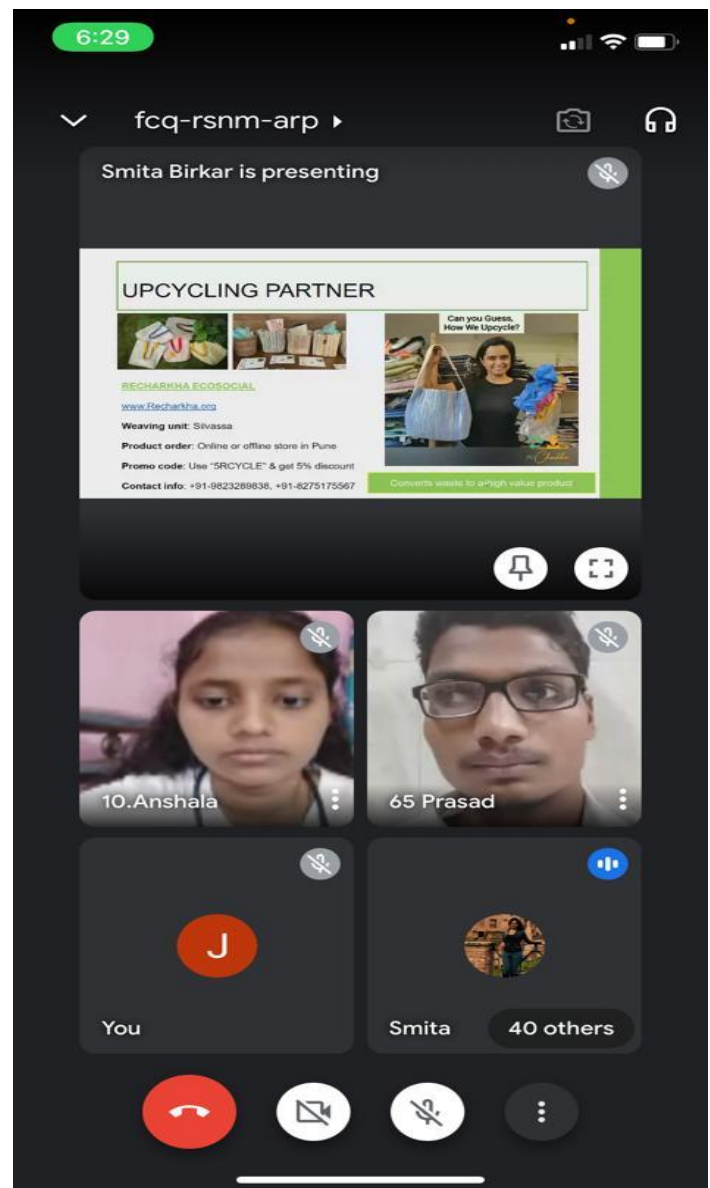 6:29
fcq-rsnm-arp
Smita Birkar is presenting
UPCYCLING PARTNER
Can you Guess,
How We Upcycle?
RECHARKHA ECOSOCIAL
www.Recharkha.org
Weaving unit: Silvassa
Product order: Online or offline store in Pune
Promo code: Use "5RCYCLE" & get 5% discount
Contact info: +91-9823289838, +91-8275175567
Converts waste to a high value product
10.Anshala
65 Prasad
J
You
Smita
40 others